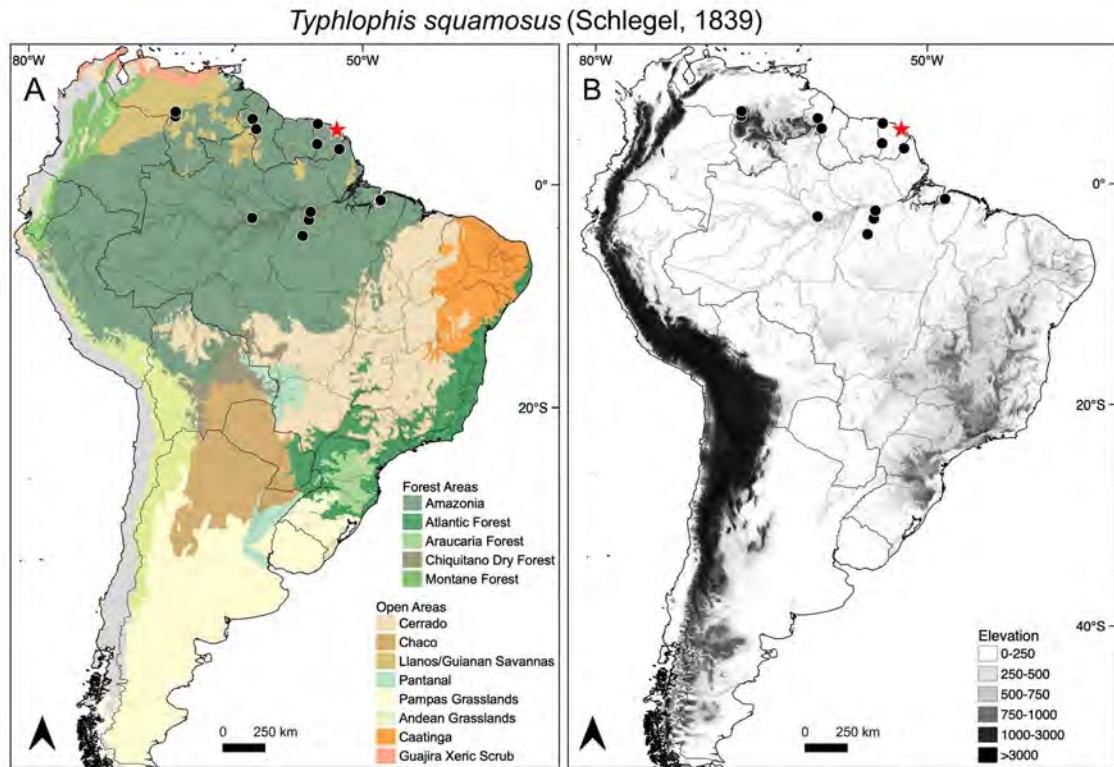 Typhlophis squamosus (Schlegel, 1839)
80°W
50°W
A
0°
20°S
Forest Areas
Amazonia
Atlantic Forest
Araucaria Forest
Chiquitano Dry Forest
Montane Forest
Open Areas
Cerrado
Chaco
Llanos/Guianan Savannas
Pantanal
Pampas Grasslands
Andean Grasslands
Caatinga
Guajira Xeric Scrub
0 250 km
80°W
50°W
B
0°
20°S
40°S
Elevation
0-250
250-500
500-750
750-1000
1000-3000
>3000
0 250 km